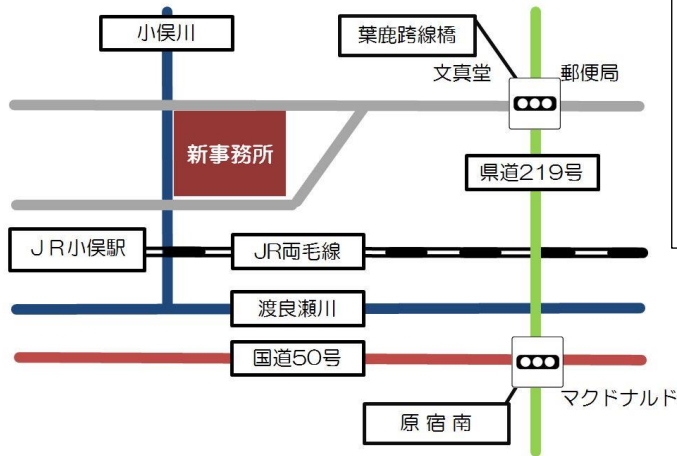 小俣川
葉鹿跨線橋
文真堂
郵便局
新事務所
県道219号
JR小俣駅
JR両毛線
渡良瀬川
国道50号
マクドナルド
原宿南